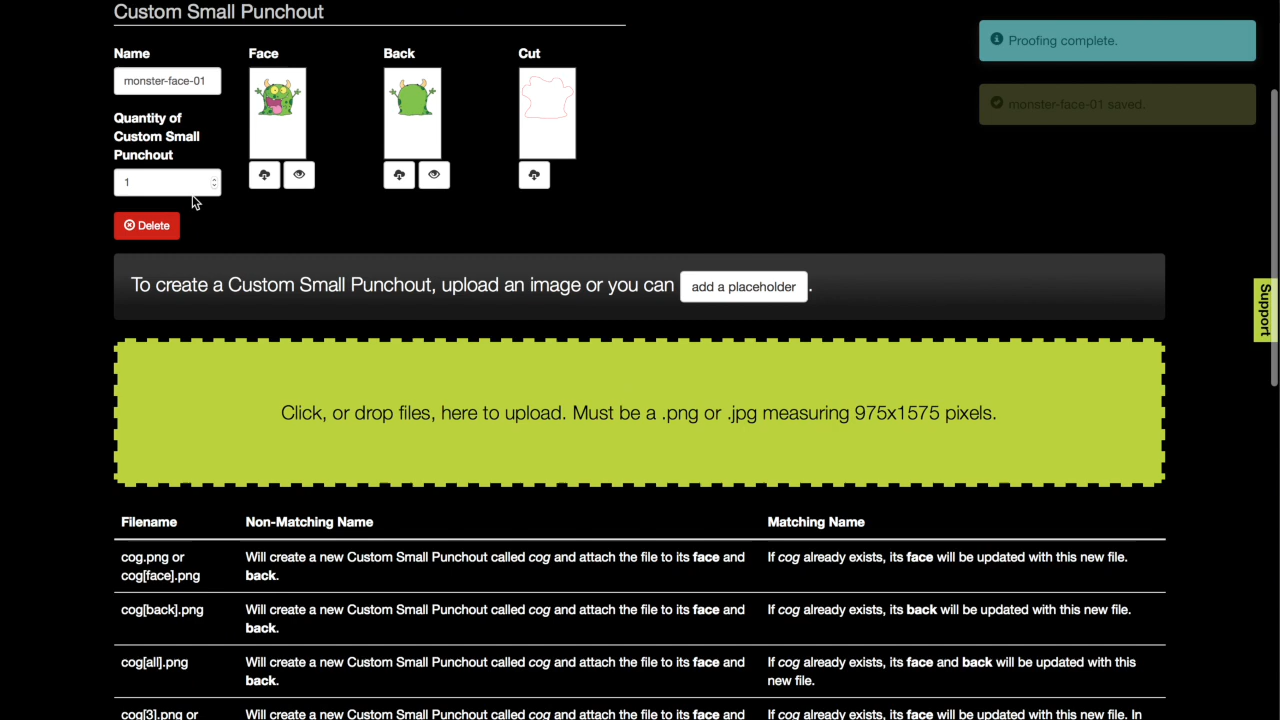 Custom Small Punchout
Name
Face
Back
Cut
monster-face-01
Quantity of
Custom Small
Punchout
1
Delete
Proofing complete.
monster-face-01 saved.
To create a Custom Small Punchout, upload an image or you can add a placeholder.
Support
Click, or drop files, here to upload. Must be a .png or .jpg measuring 975x1575 pixels.
Filename Non-Matching Name Matching Name
cog.png or
cog[face].png
Will create a new Custom Small Punchout called cog and attach the file to its face and
back.
If cog already exists, its face will be updated with this new file.
cog[back].png
Will create a new Custom Small Punchout called cog and attach the file to its face and
back.
If cog already exists, its back will be updated with this new file.
cog[all].png
Will create a new Custom Small Punchout called cog and attach the file to its face and
back.
If cog already exists, its face and back will be updated with this
new file.
cog[3].png or
Will create a new Custom Small Punchout called cog and attach the file to its face and
If cog already exists, its face will be updated with this new file. In